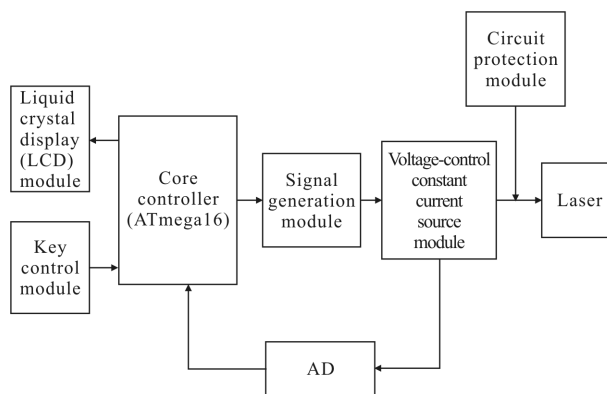 Circuit
protection
module
Liquid
crystal
display
(LCD)
module
Core
controller
(ATmega16)
Signal
generation
module
Voltage-control
constant
current
source
module
Laser
Key
control
module
AD